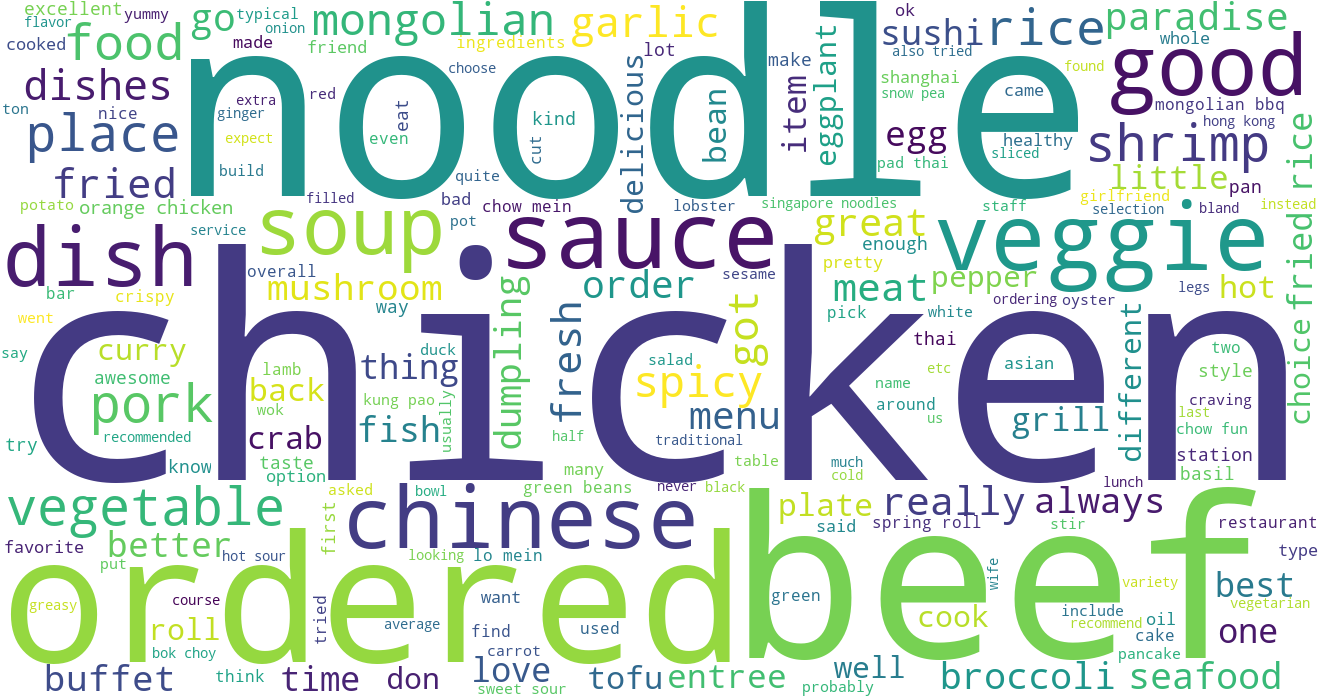 excellent
yummy
go
typical
mongolian
garlic
ok
sushi
rice
paradise
flavor
onion
cooked
food
made
friend
ingredients
lot
make
also tried
whole
found
good
dishes
noodle
choose
delicious
item
eggplant
shanghai
snow pea
came
mongolian bbq
ton
nice
extra
red
eat
kind
bean
egg
healthy
hong kong
place
ginger
expect
even
cut
sliced
shrimp
fried
build
quite
pad thai
little
pan
potato
orange chicken
filled
bad
chow mein
lobster
singapore noodles
staff
girlfriend
selection
bland
instead
service
pot
soup
sauce
great
enough
veggie
fried rice
dish
overall
mushroom
order
sesame
pretty
meat
pepper
ordering
oyster
legs
hot
bar
crispy
way
dumpling
fresh
got
pick
white
different
choice
went
say
curry
thing
duck
salad
thai
etc
asian
two
awesome
lamb
back
chicken
spicy
name
style
pork
wok
kung pao
usually
menu
around
us
grill
craving
last
recommended
crab
fish
half
traditional
chow fun
try
know
taste
option
many
table
much
cold
station
basil
vegetable
asked
bowl
green beans
never
black
plate
really
always
lunch
chinese
first
said
spring roll
stir
restaurant
favorite
better
hot sour
looking
lo mein
type
put
ordered
beef
wife
variety
best
greasy
course
want
green
cook
include
vegetarian
roll
tried
average
find
used
recommend
oil
cake
one
bok choy
carrot
pancake
buffet
think
time
don
love
sweet sour
tofu
entree
well
probably
broccoli
seafood